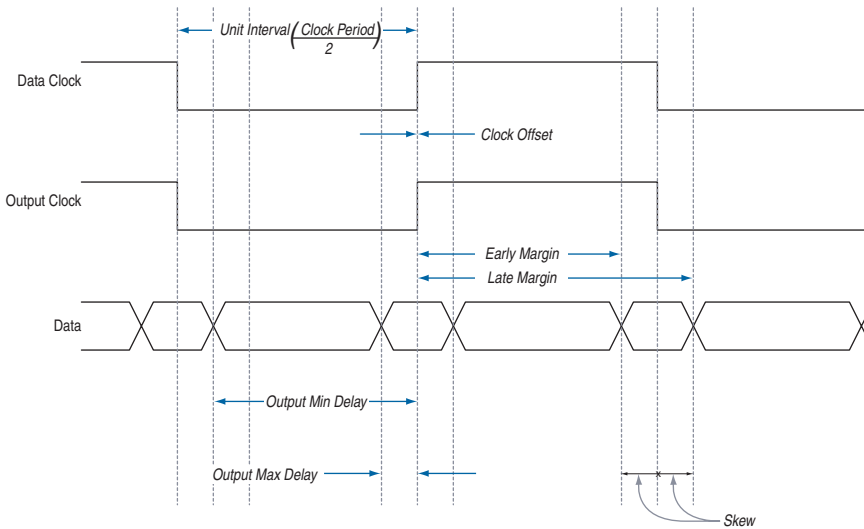 Unit Interval(Clock Period
2)
Data Clock
Clock Offset
Output Clock
Early Margin
Late Margin
Data
Output Min Delay
Output Max Delay
x
Skew